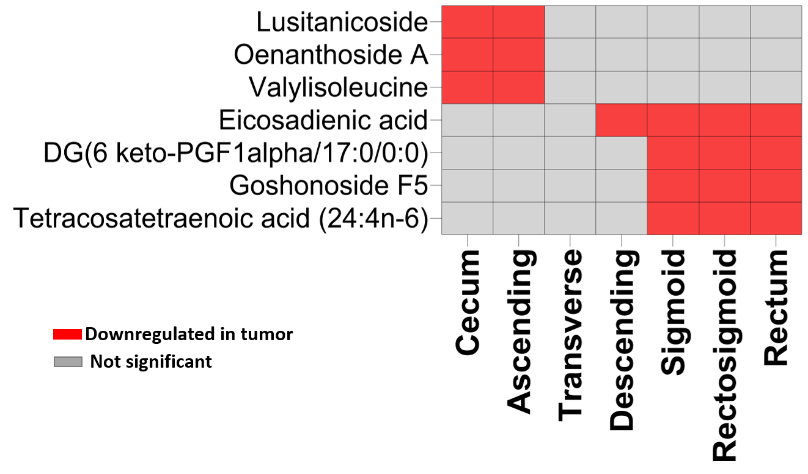 Lusitanicoside
Oenanthoside A
Valylisoleucine
Eicosadienic acid
DG(6 keto-PGF1alpha/17:0/0:0)
Goshonoside F5
Tetracosatetraenoic acid (24:4n-6)
Cecum
Ascending
Transverse
Descending
Sigmoid
Rectosigmoid
Rectum
Downregulated in tumor
Not significant